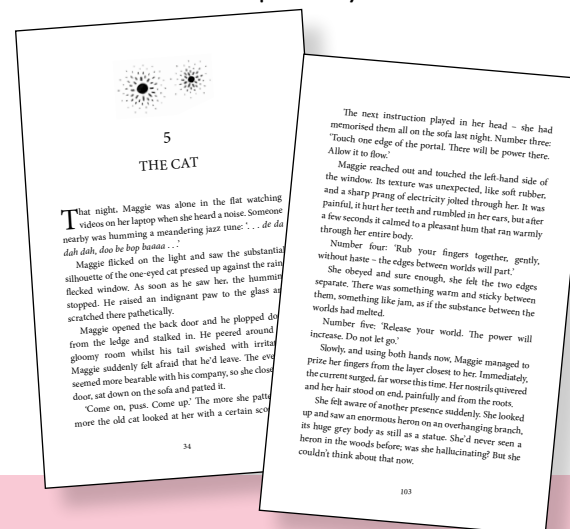 5
THE CAT
That night, Maggie was alone in the flat watching
videos on her laptop when she heard a noise. Someone
nearby was humming a meandering jazz tune: ‘. . . de da
dah dah, doo be bop baaaa . . .’
Maggie flicked on the light and saw the substantial
silhouette of the one-eyed cat pressed up against the rain
flecked window. As soon as he saw her, the
stopped. He raised an indignant paw to the glass
scratched there pathetically.
Maggie opened the back door and he plopped
from the ledge and stalked in. He peered around
gloomy room whilst his tail swished with
Maggie suddenly felt afraid that he’d leave. The
seemed more bearable with his company, so she
door, sat down on the sofa and patted it.
‘Come on, puss. Come up.’ The more she
more the old cat looked at her with a certain
34
The next instruction played in her head – she had
memorised them all on the sofa last night. Number three:
‘Touch one edge of the portal. There will be power there.
Allow it to flow.’
Maggie reached out and touched the left-hand side of
the window. Its texture was unexpected, like soft rubber,
and a sharp prang of electricity jolted through her. It was
painful, it hurt her teeth and rumbled in her ears, but after
a few seconds it calmed to a pleasant hum that ran warmly
through her entire body.
Number four: ‘Rub your fingers together, gently,
without haste – the edges between worlds will part.’
She obeyed and sure enough, she felt the two edges
separate. There was something warm and sticky between
them, something like jam, as if the substance between the
worlds had melted.
Number five: ‘Release your world. The power will
increase. Do not let go.’
Slowly, and using both hands now, Maggie managed to
prize her fingers from the layer closest to her. Immediately,
the current surged, far worse this time. Her nostrils quivered
and her hair stood on end, painfully and from the roots.
She felt aware of another presence suddenly. She looked
up and saw an enormous heron on an overhanging branch,
its huge grey body as still as a statue. She’d never seen a
heron in the woods before; was she hallucinating? But she
couldn’t think about that now.
103